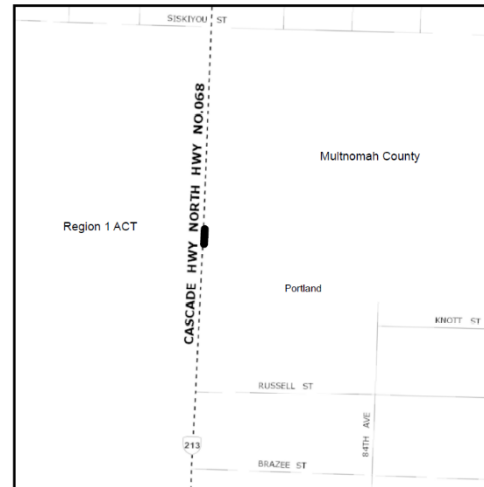 SISKIYOU ST
CASCADE HWY NORTH HWY NO.068
Multnomah County
Region 1 ACT
Portland
KNOTT ST
RUSSELL ST
84TH AVE
213
BRAZEE ST